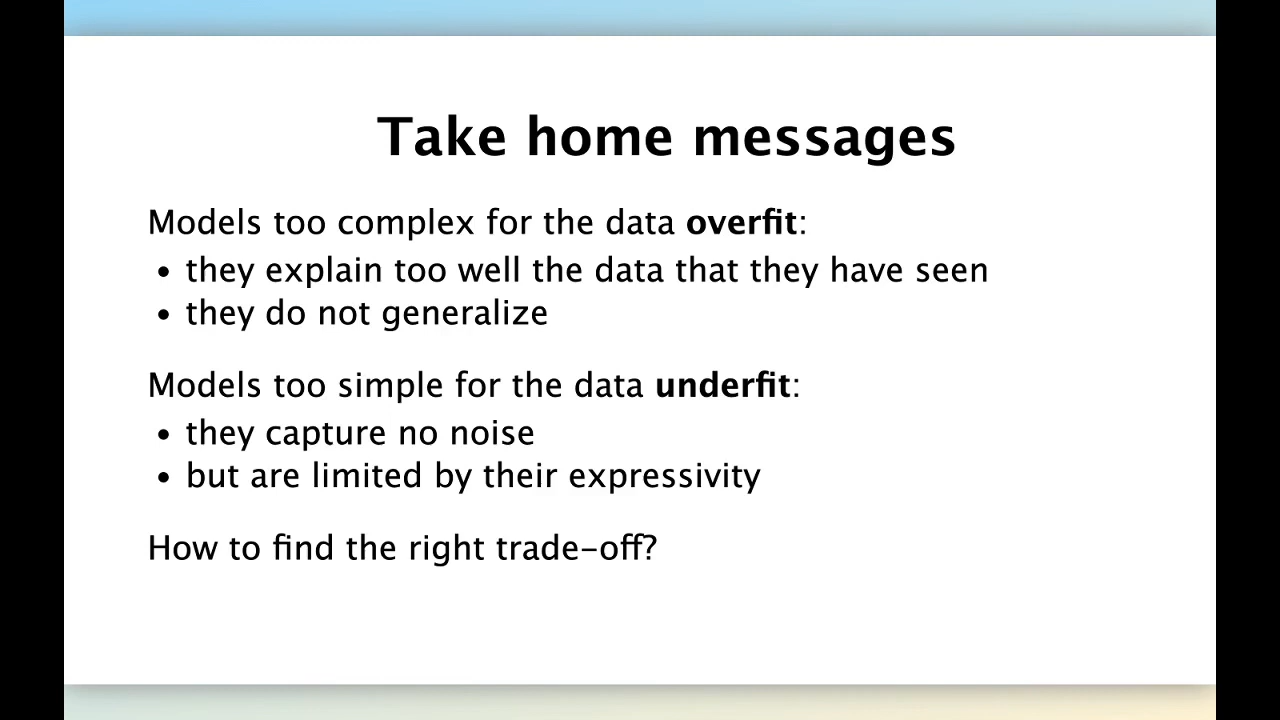 Take home messages
Models too complex for the data overfit:
• they explain too well the data that they have seen
• they do not generalize
Models too simple for the data underfit:
• they capture no noise
• but are limited by their expressivity
How to find the right trade-off?